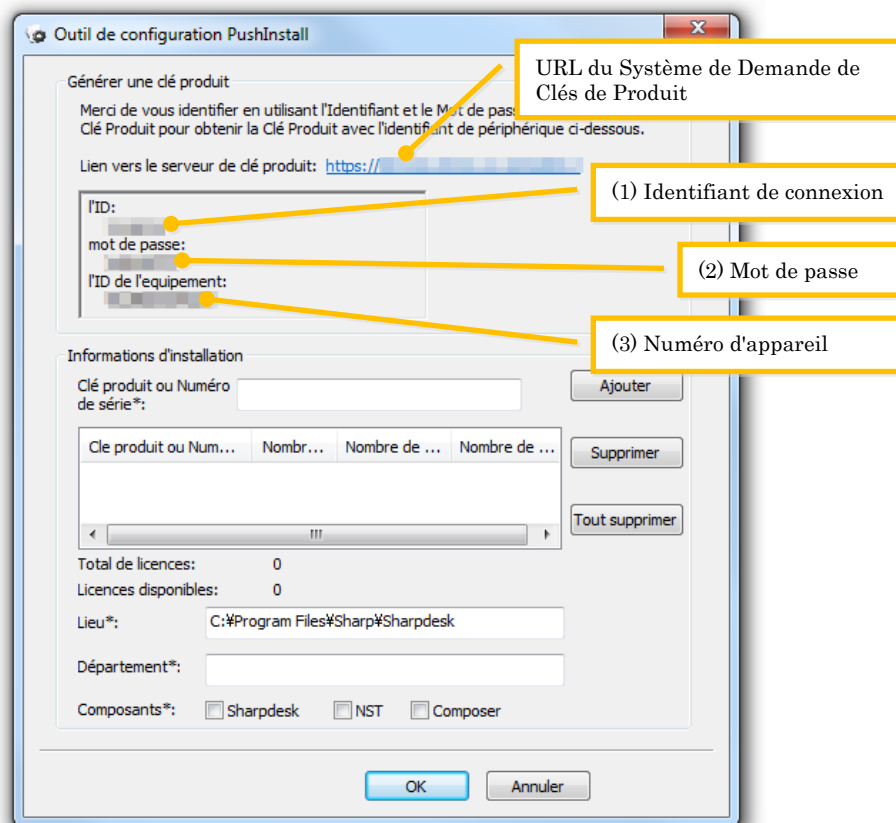 Outil de configuration PushInstall
URL du Système de Demande de
Clés de Produit
Générer une clé produit
Merci de vous identifier en utilisant l'Identifiant et le Mot de pass
Clé Produit pour obtenir la Clé Produit avec l'identifiant de périphérique ci-dessous.
Lien vers le serveur de clé produit: https://
(1) Identifiant de connexion
l'ID:
mot de passe:
(2) Mot de passe
l'ID de l'equipement:
(3) Numéro d'appareil
Informations d'installation
Clé produit ou Numéro
de série*:
Ajouter
Cle produit ou Num... Nombr... Nombre de ... Nombre de ...
Supprimer
Tout supprimer
Total de licences: 0
Licences disponibles: 0
Lieu*: C:¥Program Files¥Sharp¥Sharpdesk
Département*:
Composants*: Sharpdesk NST Composer
OK Annuler